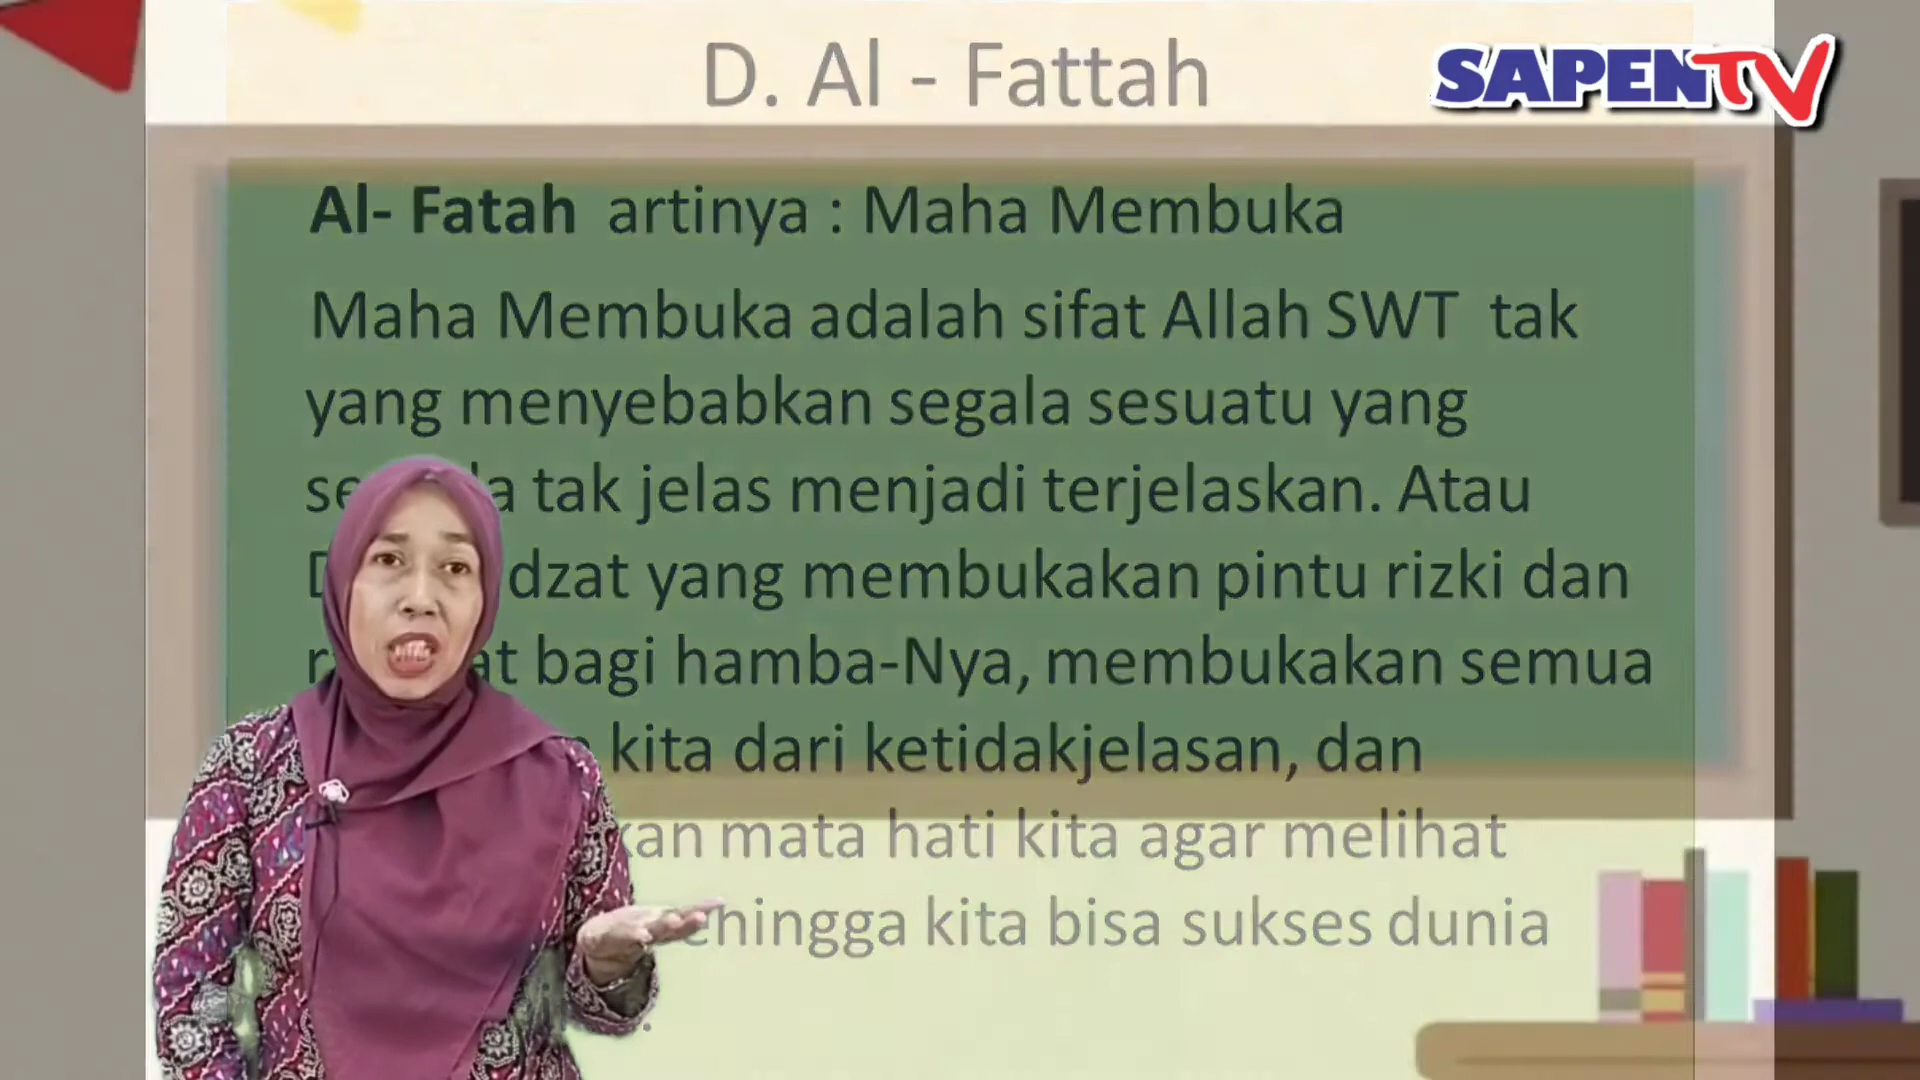 D. Al - Fattah
SAPENTV
Al- Fatah artinya : Maha Membuka
Maha Membuka adalah sifat Allah SWT tak
yang menyebabkan segala sesuatu yang
tak jelas menjadi terjelaskan. Atau
dzat yang membukakan pintu rizki dan
bagi hamba-Nya, membukakan semua
kita dari ketidakjelasan, dan
mata hati kita agar melihat
kita bisa sukses dunia